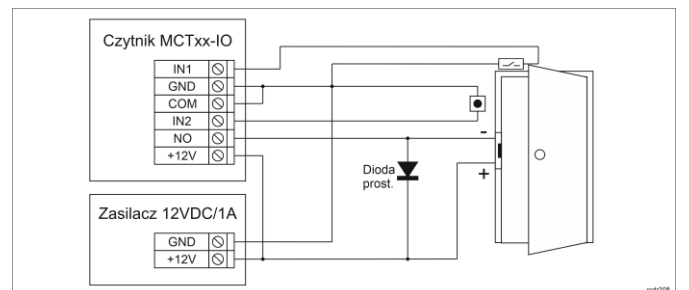 Czytnik MCTxx-IO
IN1
GND
COM
IN2
NO
+12V
-
+
Dioda
prost.
Zasilacz 12VDC/1A
GND
+12V